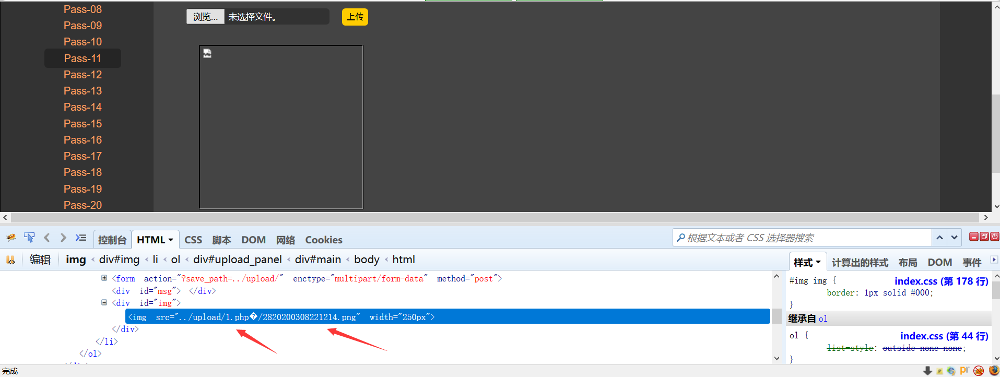 Pass-08
Pass-09
Pass-10
Pass-11
Pass-12
Pass-13
Pass-14
Pass-15
Pass-16
Pass-17
Pass-18
Pass-19
Pass-20
浏览... 未选择文件。 上传
控制台 HTML CSS 脚本 DOM 网络 Cookies
根据文本或者 CSS 选择器搜索
编辑 img < div#img < li < ol < div#upload_panel < div#main < body < html
<form action="?save_path=../upload/" enctype="multipart/form-data" method="post">
<div id="msg"> </div>
<div id="img">
<img src="../upload/1.php�/2820200308221214.png" width="250px">
</div>
</li>
</ol>
样式 计算出的样式 布局 DOM 事件
#img img { index.css (第 178 行)
border: 1px solid #000;
}
继承自 ol
ol { index.css (第 44 行)
list-style: outside none none;
}
完成